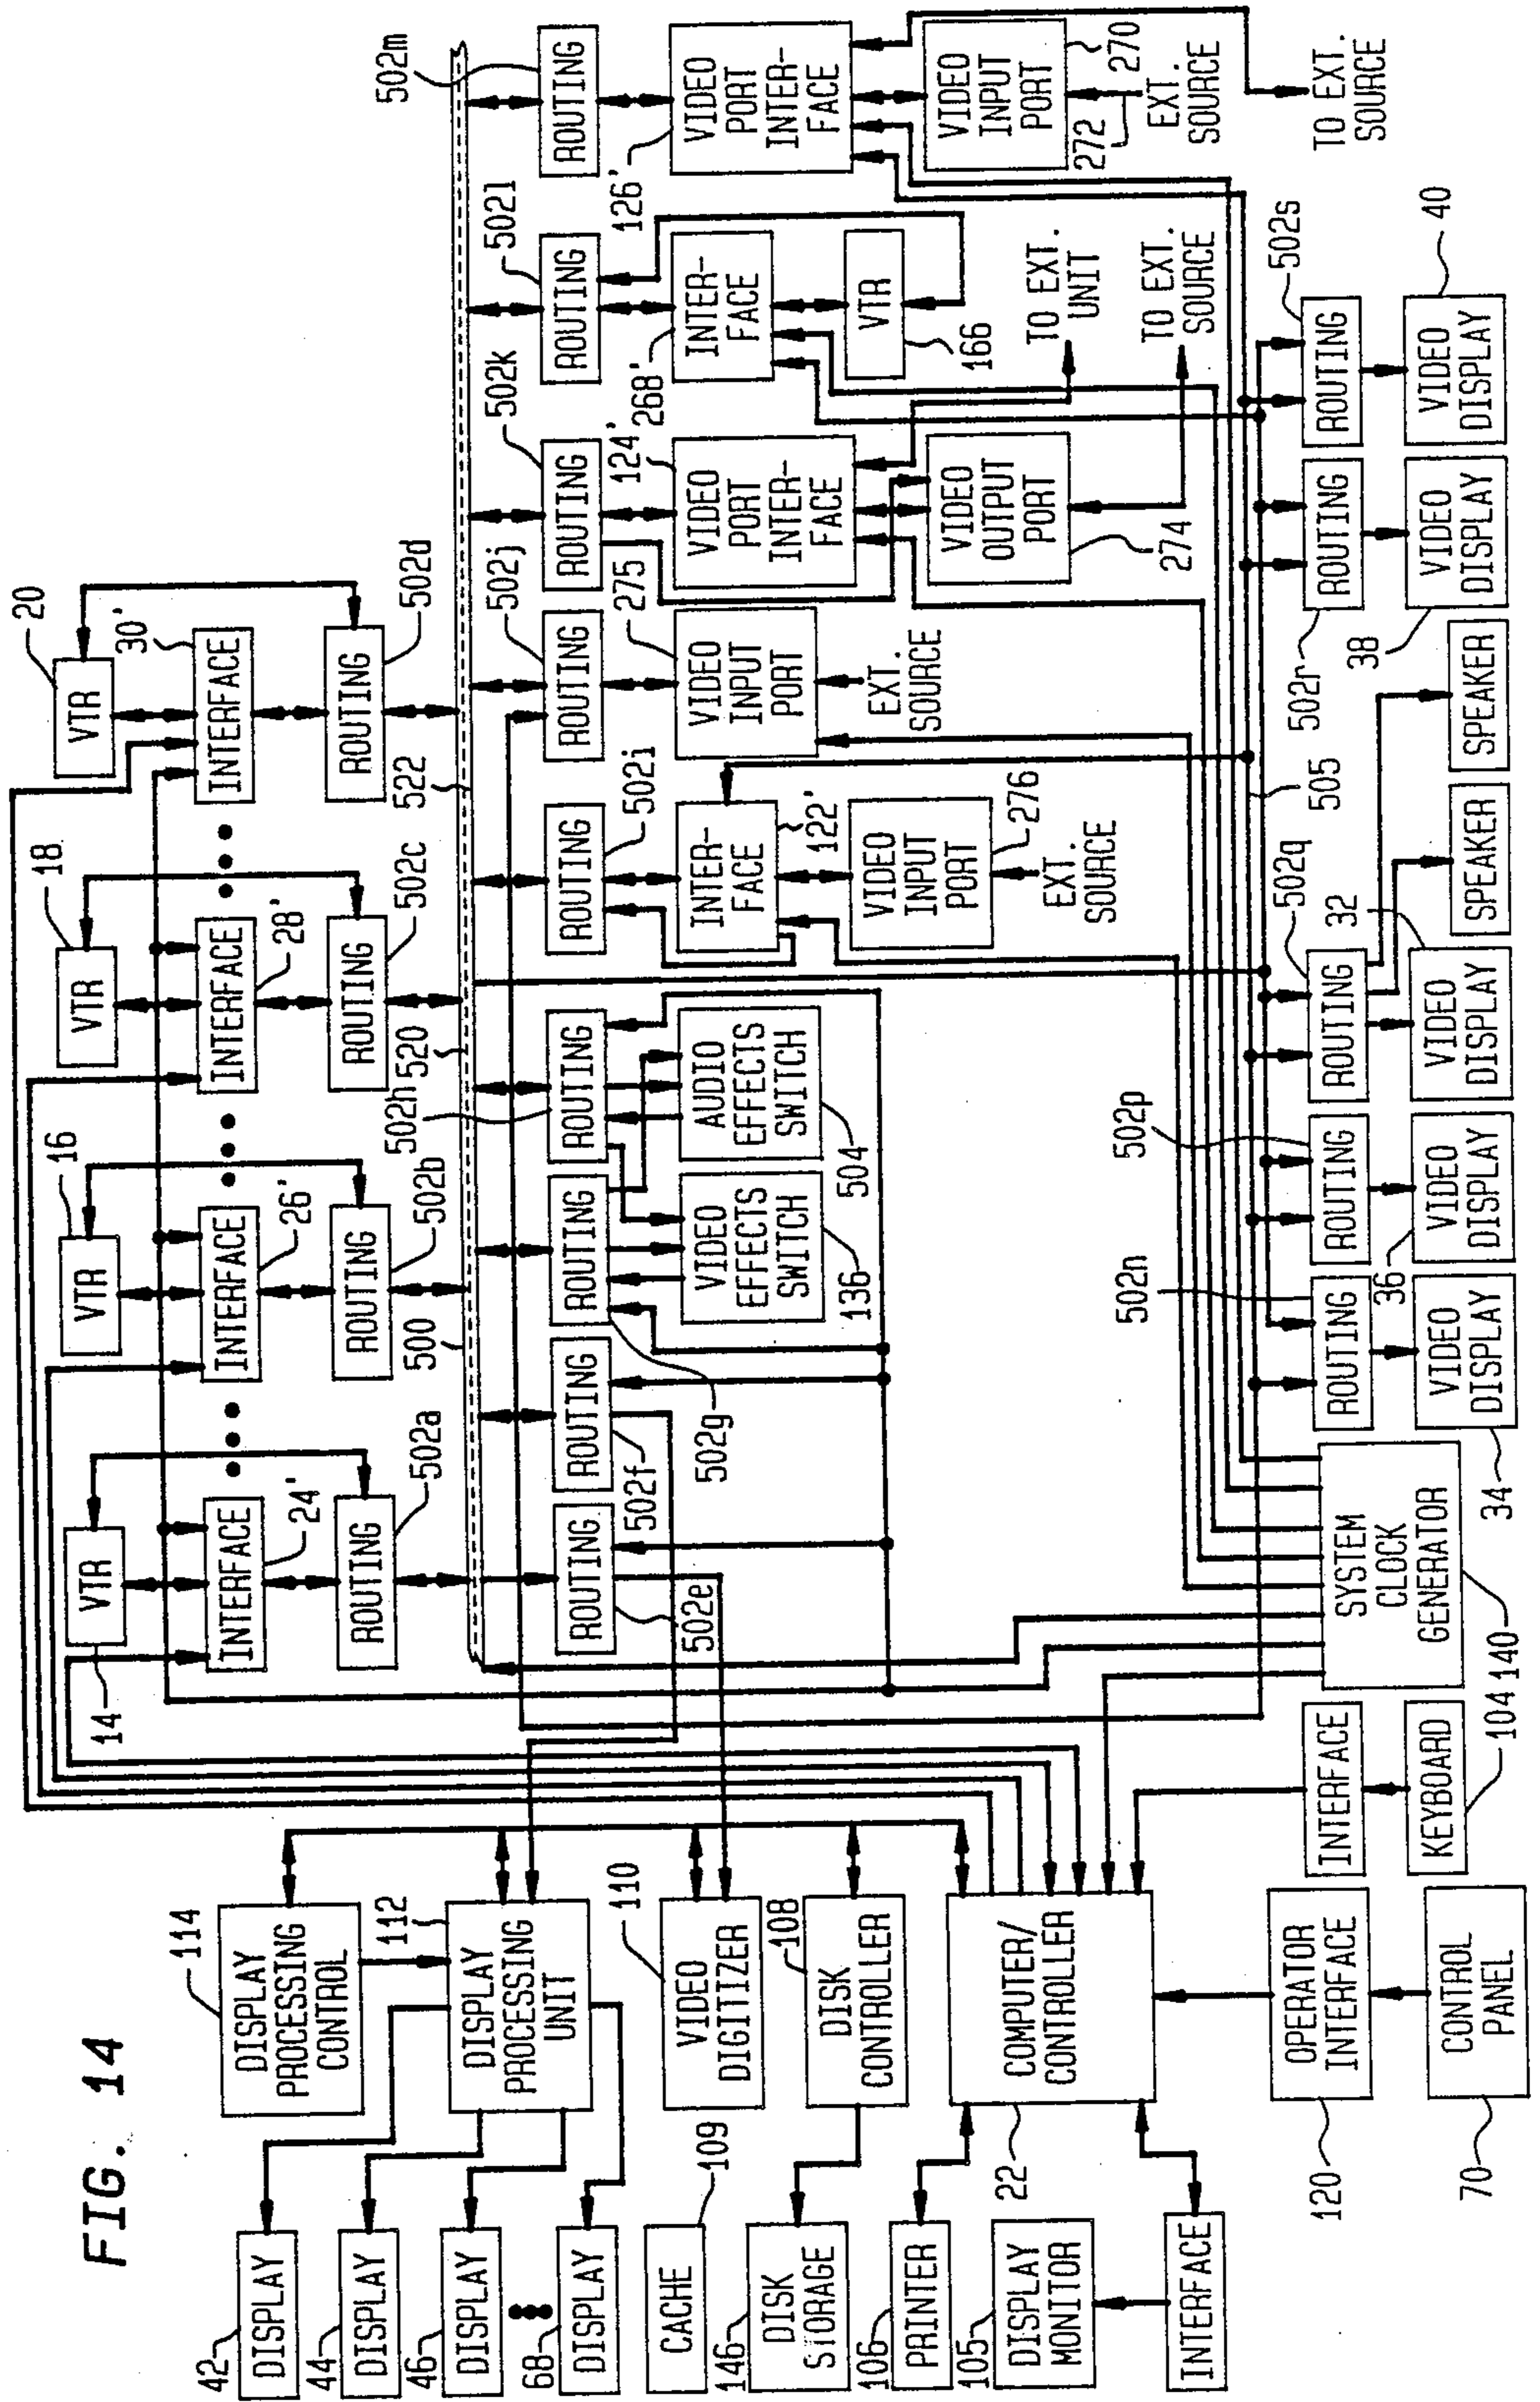 FIG. 14
42
DISPLAY
44
DISPLAY
46
DISPLAY
68
DISPLAY
CACHE
109
146
DISK
STORAGE
106
PRINTER
105
DISPLAY
MONITOR
INTERFACE
114
DISPLAY
PROCESSING
CONTROL
112
DISPLAY
PROCESSING
UNIT
110
VIDEO
DIGITIZER
108
DISK
CONTROLLER
COMPUTER/
CONTROLLER
22
120
OPERATOR
INTERFACE
70
CONTROL
PANEL
INTERFACE
KEYBOARD
104
SYSTEM
CLOCK
GENERATOR
140
14
VTR
INTERFACE
24'
ROUTING
502a
16
VTR
INTERFACE
26'
ROUTING
502b
18
VTR
INTERFACE
28'
ROUTING
502c
20
VTR
30'
INTERFACE
ROUTING
502d
500
520
522
ROUTING
502e
ROUTING
502f
ROUTING
502g
VIDEO
EFFECTS
SWITCH
136
502h
ROUTING
AUDIO
EFFECTS
SWITCH
504
502i
ROUTING
INTER-
FACE
122'
VIDEO
INPUT
PORT
276
EXT.
SOURCE
502j
ROUTING
275
VIDEO
INPUT
PORT
EXT.
SOURCE
502k
ROUTING
124'
VIDEO
PORT
INTER-
FACE
VIDEO
OUTPUT
PORT
274
TO EXT.
UNIT
TO EXT.
SOURCE
502l
ROUTING
268'
INTER-
FACE
VTR
166
502m
ROUTING
126'
VIDEO
PORT
INTER-
FACE
VIDEO
INPUT
PORT
270
272
EXT.
SOURCE
TO EXT.
SOURCE
502n
ROUTING
VIDEO
DISPLAY
34
502p
ROUTING
36
VIDEO
DISPLAY
502q
ROUTING
32
VIDEO
DISPLAY
505
SPEAKER
SPEAKER
502r
ROUTING
38
VIDEO
DISPLAY
502s
ROUTING
40
VIDEO
DISPLAY